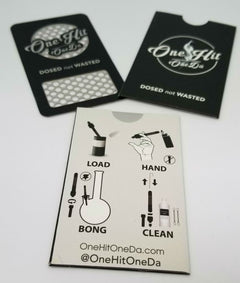 One Hit
OneDa
DOSED not WASTED
One Hit
OneDa
DOSED not WASTED
LOAD
HAND
BONG
CLEAN
OneHitOneDa.com
@OneHitOneDa